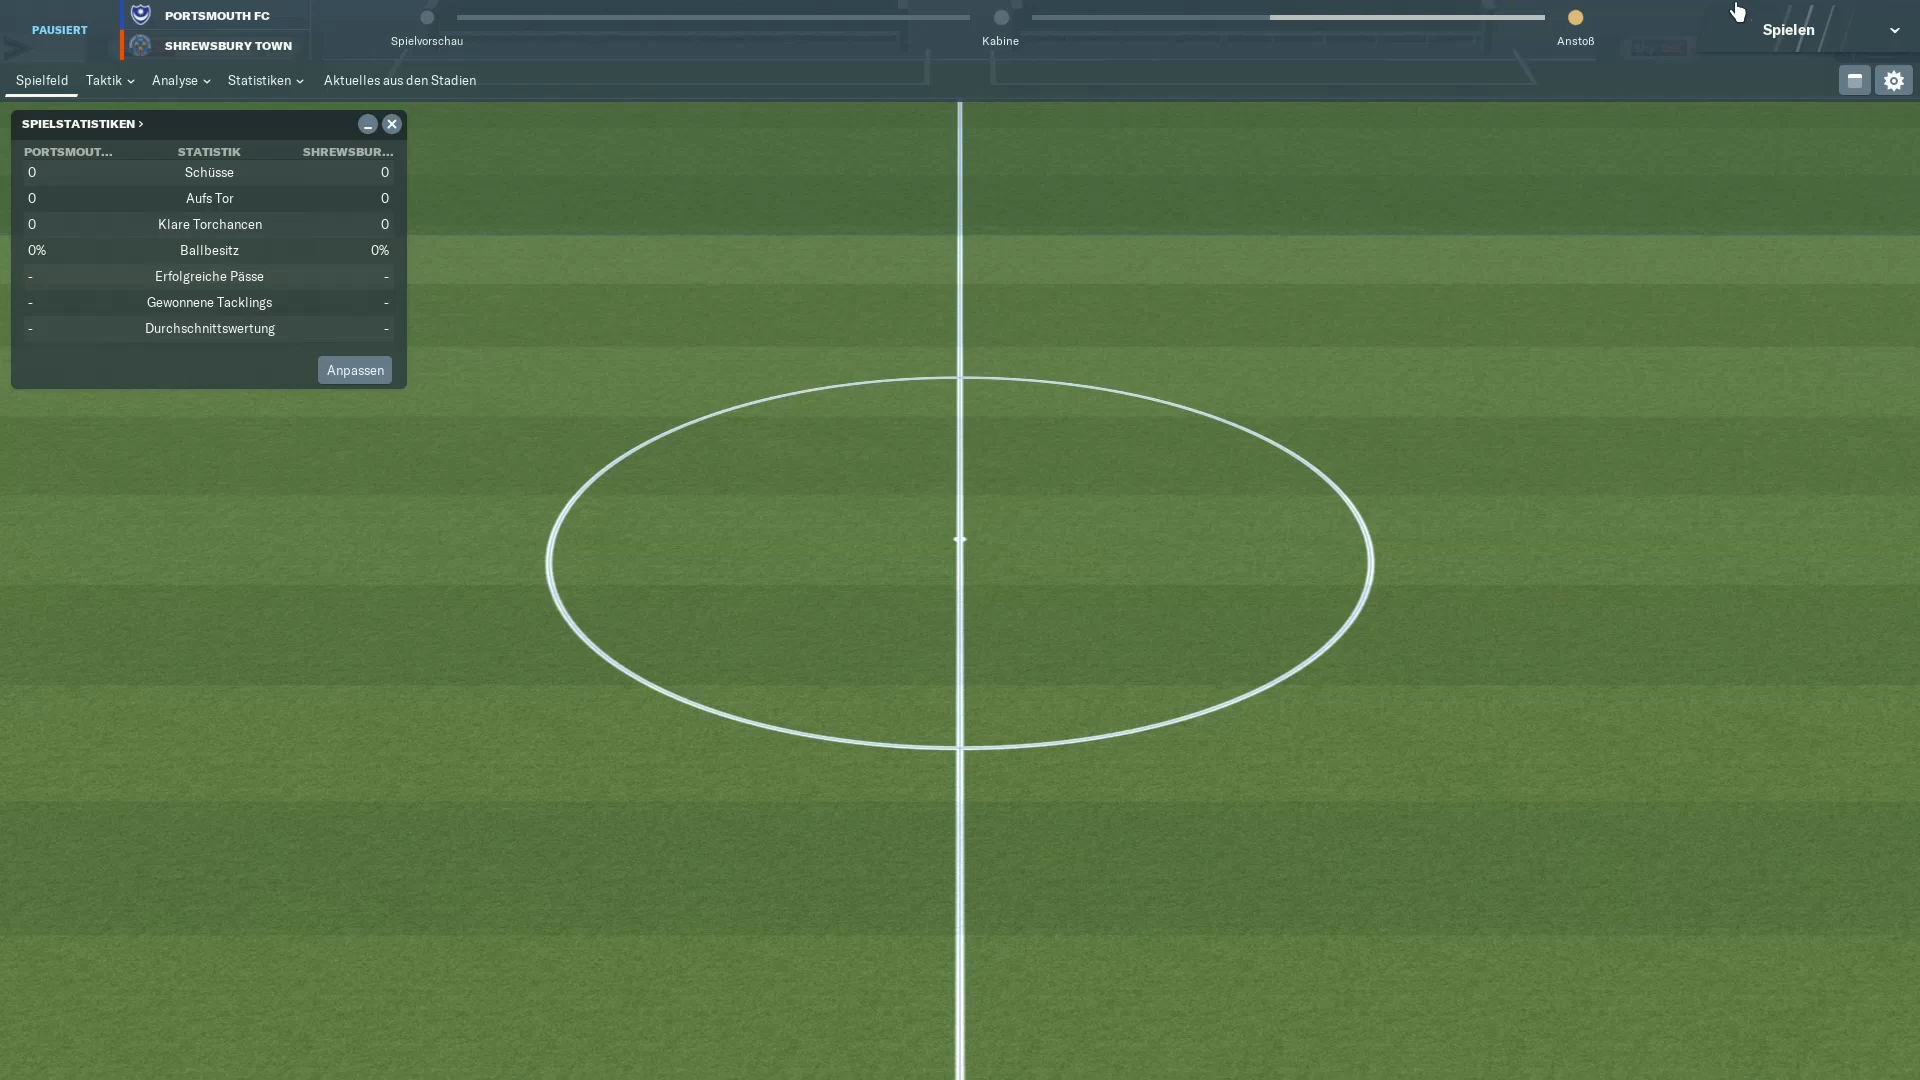 PAUSIERT
PORTSMOUTH FC
SHREWSBURY TOWN
Spielvorschau
Kabine
Anstoß
Spielen
Spielfeld Taktik Analyse Statistiken Aktuelles aus den Stadien
SPIELSTATISTIKEN
PORTSMOUT... STATISTIK SHREWSBUR...
0 Schüsse 0
0 Aufs Tor 0
0 Klare Torchancen 0
0% Ballbesitz 0%
- Erfolgreiche Pässe -
- Gewonnene Tacklings -
- Durchschnittswertung -
Anpassen